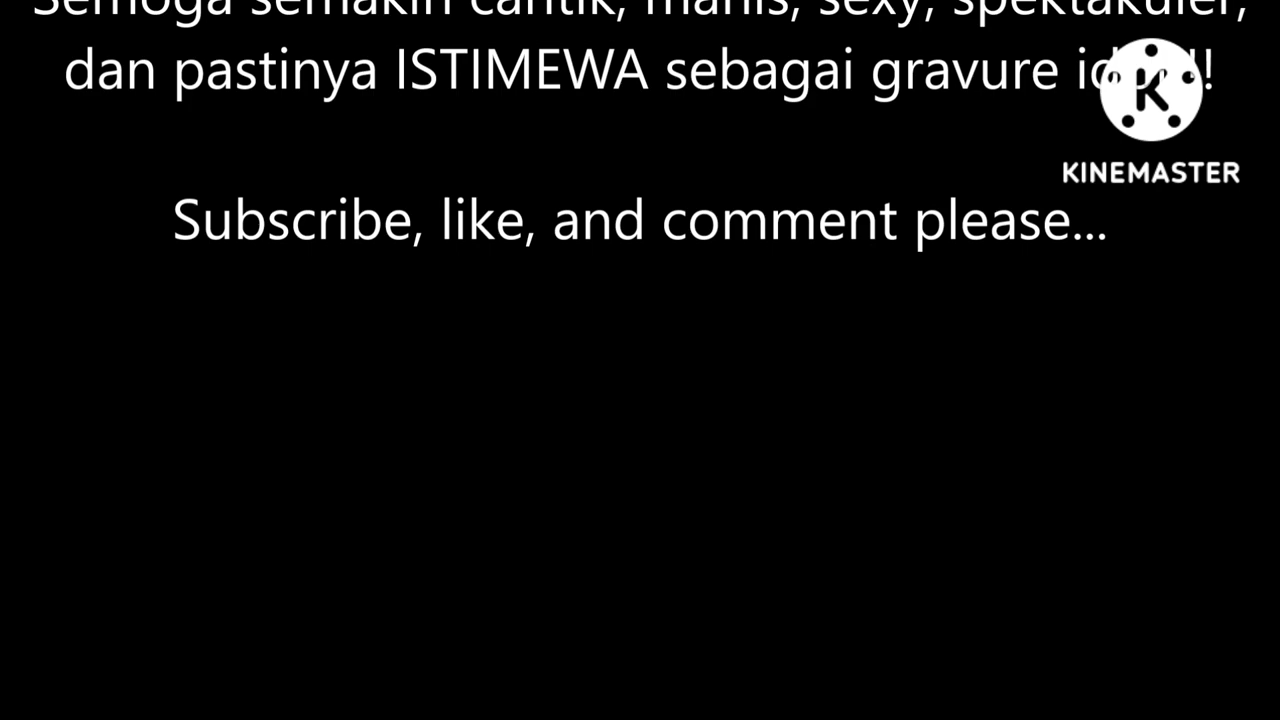 Semoga semakin cantik, manis, sexy, spektakuler,
dan pastinya ISTIMEWA sebagai gravure
Subscribe, like, and comment please...
K
KINEMASTER